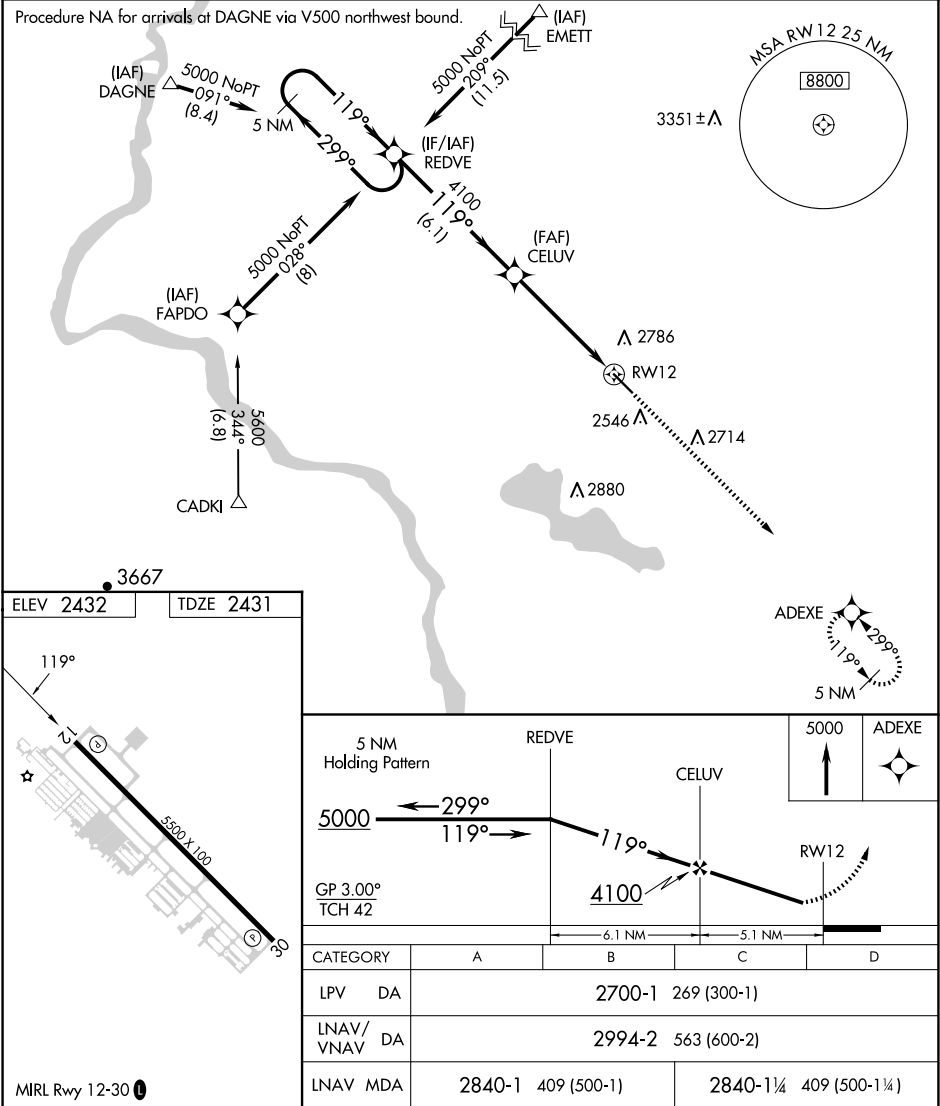 Procedure NA for arrivals at DAGNE via V500 northwest bound.
(IAF)
EMETT
5000 NoPT
209°
(11.5)
(IAF)
DAGNE
5000 NoPT
091°
(8.4)
5 NM
119°
299°
(IF/IAF)
REDVE
MSA RW12 25 NM
8800
3351±
4100
119°
(6.1)
(FAF)
CELUV
5000 NoPT
028°
(8)
(IAF)
FAPDO
2786
RW12
2546
2714
5600
344°
(6.8)
CADKI
2880
3667
ADEXE
299°
119°
5 NM
ELEV 2432
TDZE 2431
119°
12
P
5500 X 100
P
30
MIRL Rwy 12-30 L
5 NM
Holding Pattern
REDVE
CELUV
5000
ADEXE
5000
299°
119°
119°
4100
RW12
GP 3.00°
TCH 42
6.1 NM
5.1 NM
CATEGORY A B C D
LPV DA 2700-1 269 (300-1)
LNAV/
VNAV DA 2994-2 563 (600-2)
LNAV MDA 2840-1 409 (500-1) 2840-1¼ 409 (500-1¼)